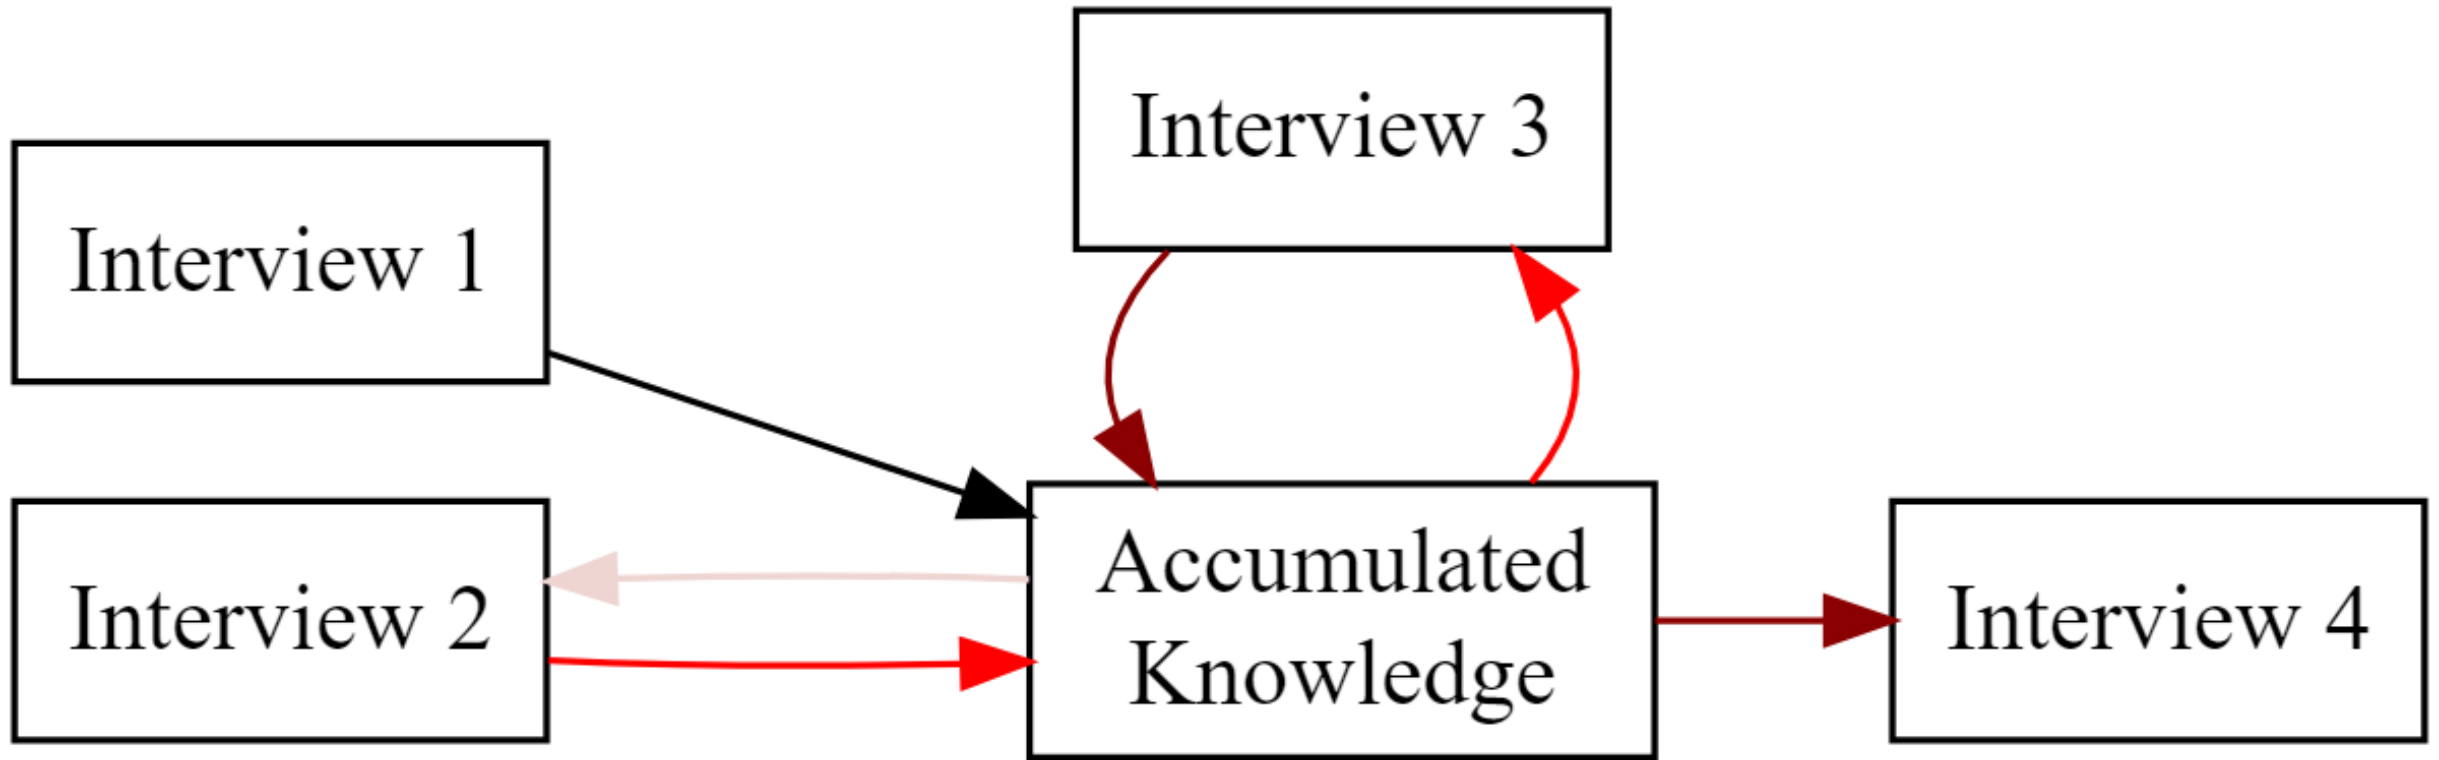 Interview 3
Interview 1
Accumulated
Knowledge
Interview 2
Interview 4